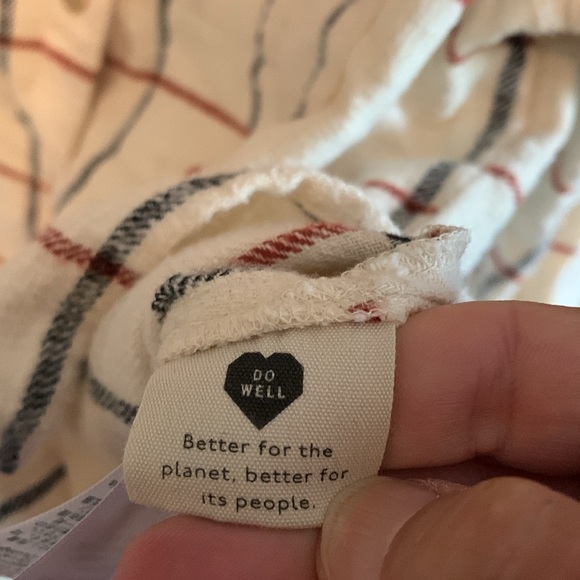 DO
WELL
Better for the
planet, better for
its people.